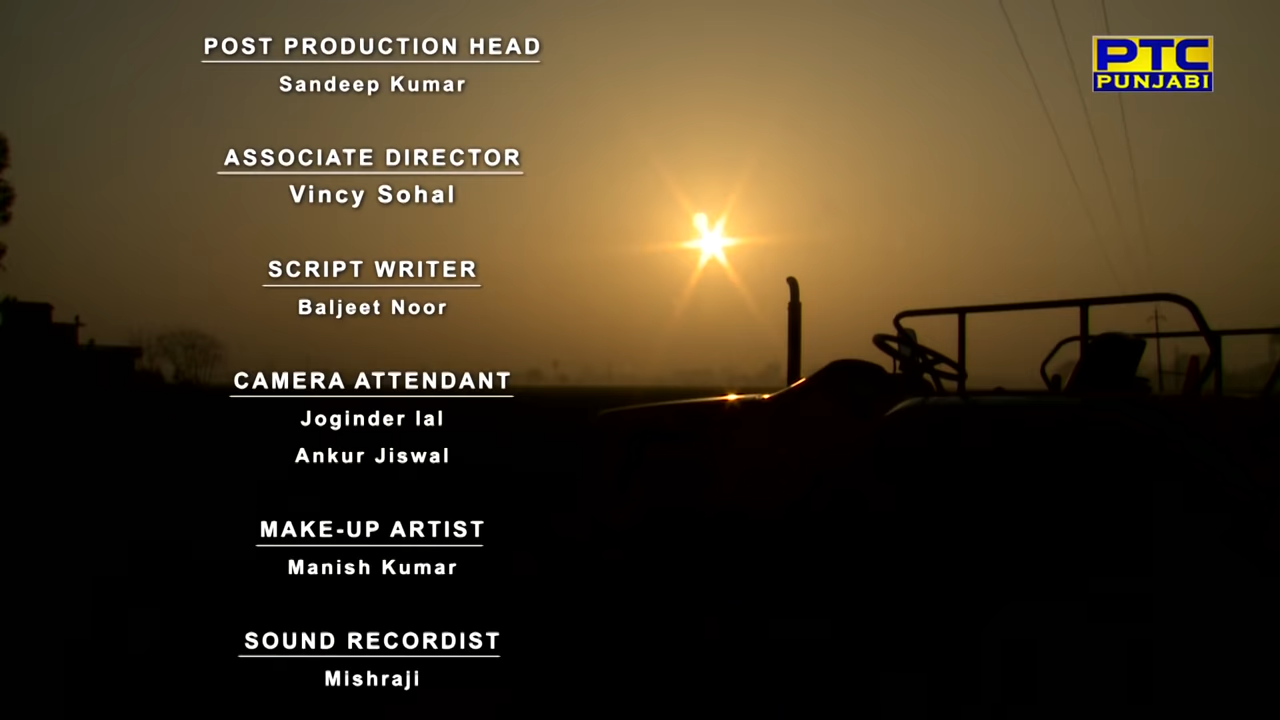 POST PRODUCTION HEAD
Sandeep Kumar
PTC
PUNJABI
ASSOCIATE DIRECTOR
Vincy Sohal
SCRIPT WRITER
Baljeet Noor
CAMERA ATTENDANT
Joginder lal
Ankur Jiswal
MAKE-UP ARTIST
Manish Kumar
SOUND RECORDIST
Mishraji